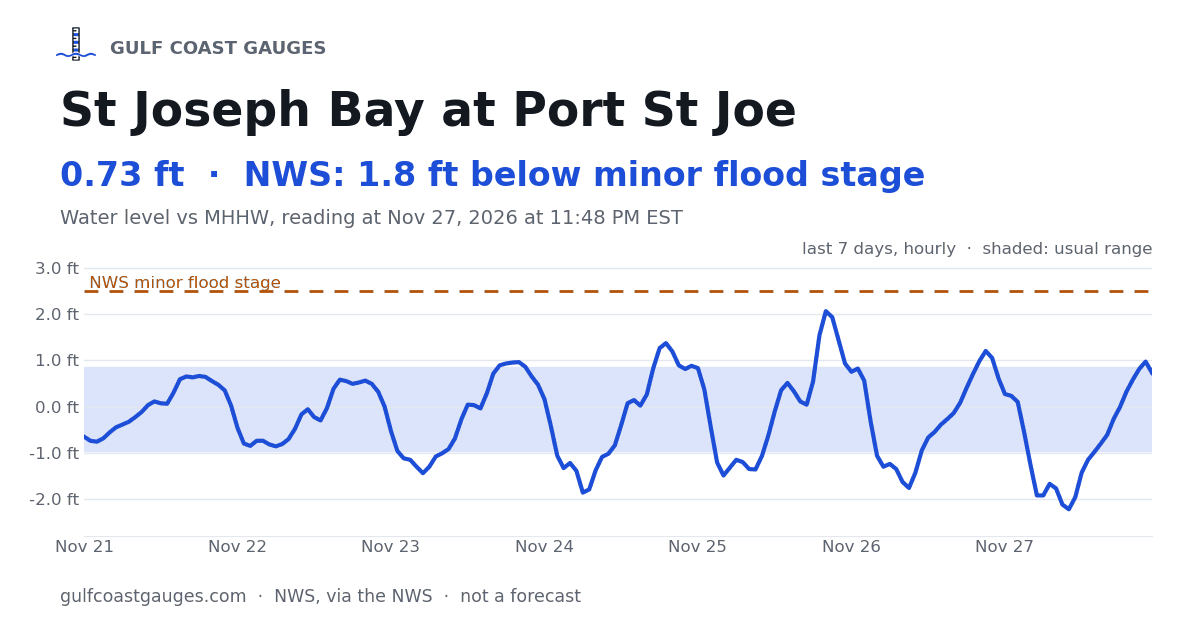 GULF COAST GAUGES
St Joseph Bay at Port St Joe
0.73 ft · NWS: 1.8 ft below minor flood stage
Water level vs MHHW, reading at Nov 27, 2026 at 11:48 PM EST
last 7 days, hourly · shaded: usual range
3.0 ft
NWS minor flood stage
2.0 ft
1.0 ft
0.0 ft
-1.0 ft
-2.0 ft
Nov 21 Nov 22 Nov 23 Nov 24 Nov 25 Nov 26 Nov 27
gulfcoastgauges.com · NWS, via the NWS · not a forecast